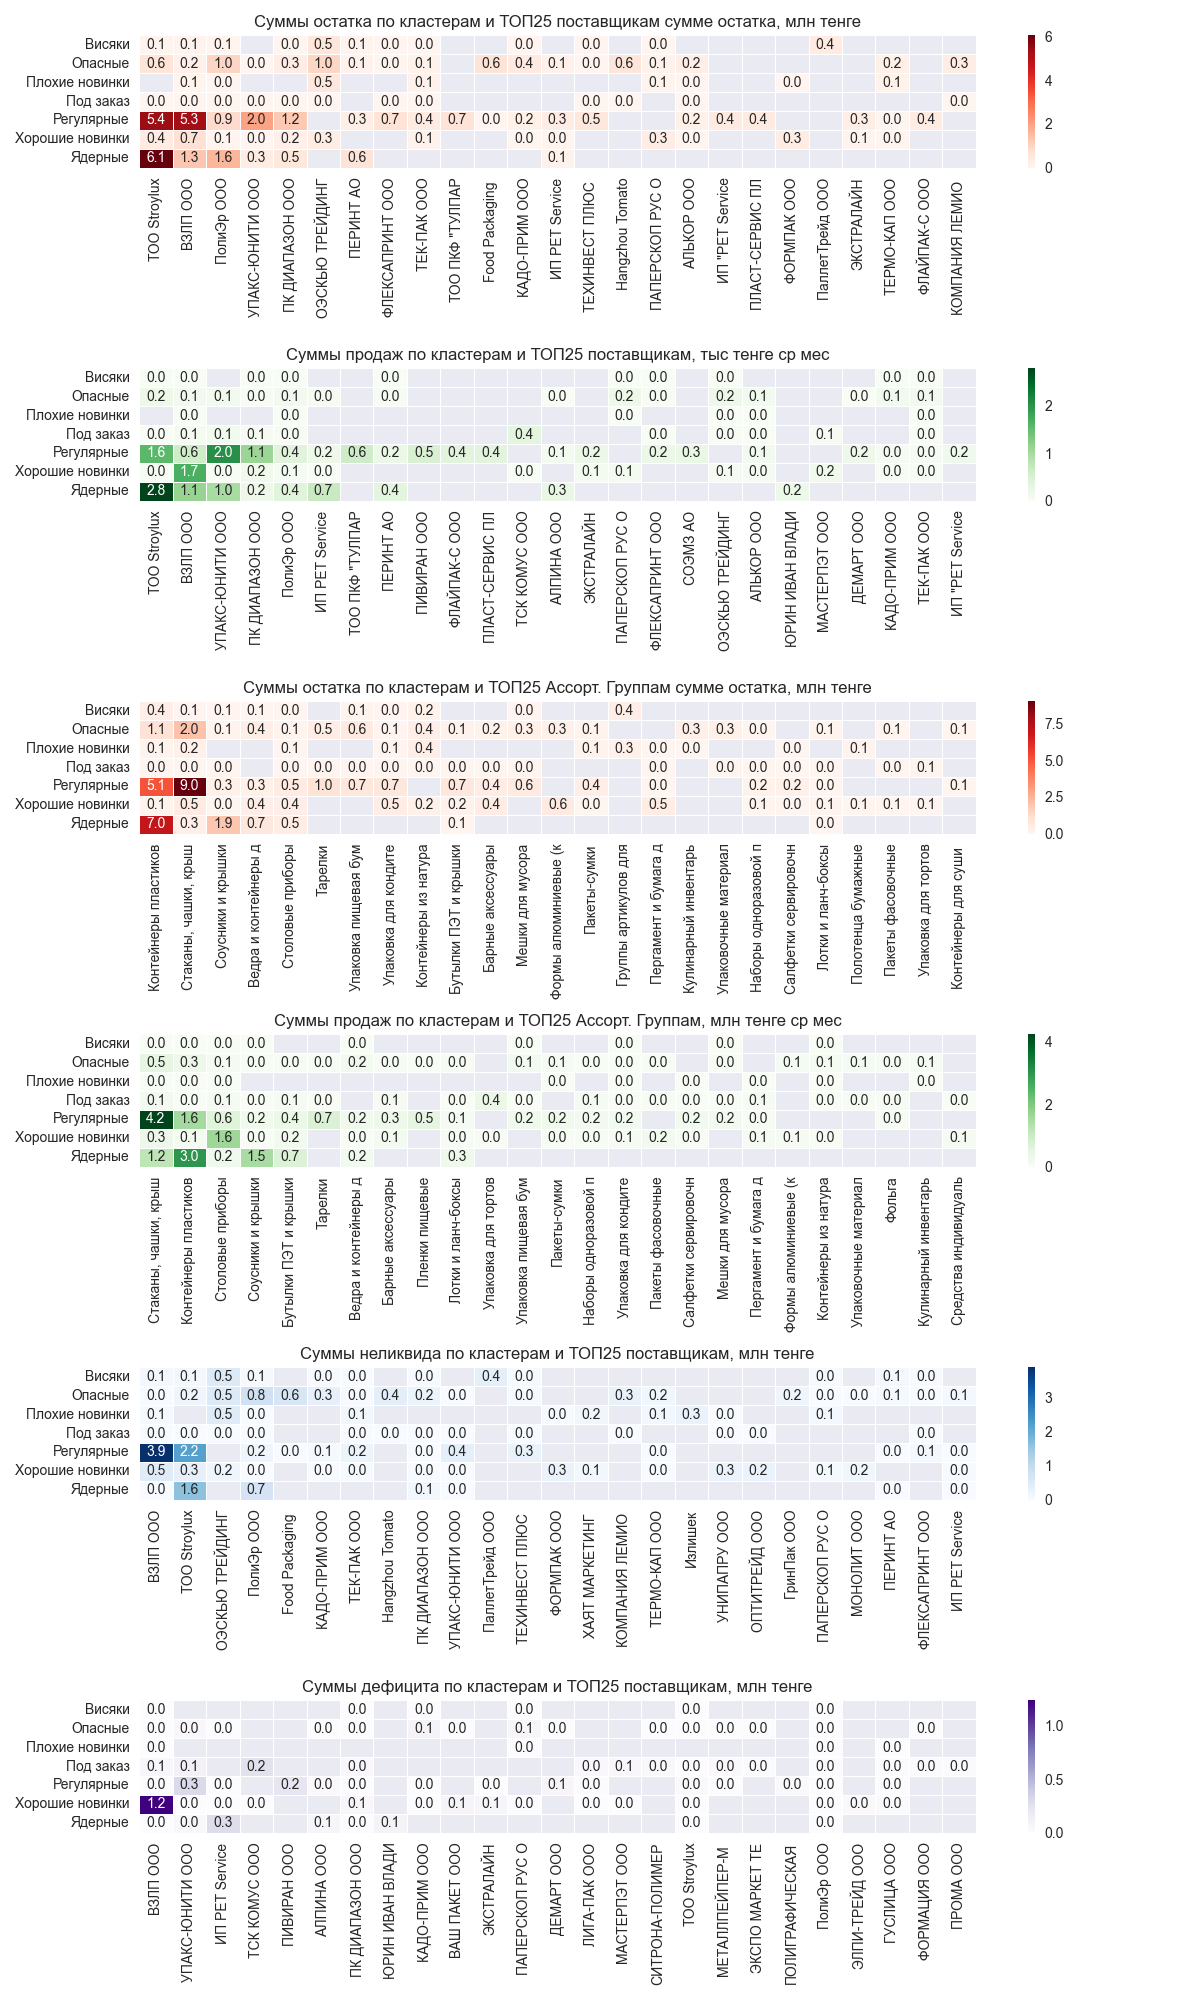 Суммы остатка по кластерам и ТОП25 поставщикам сумме остатка, млн тенге
Висяки 0.1 0.1 0.1 0.0 0.5 0.1 0.0 0.0 0.0 0.0 0.0 0.4
Опасные 0.6 0.2 1.0 0.0 0.3 1.0 0.1 0.0 0.1 0.6 0.4 0.1 0.0 0.6 0.1 0.2 0.2 0.3
Плохие новинки 0.1 0.0 0.5 0.1 0.1 0.0 0.0 0.1
Под заказ 0.0 0.0 0.0 0.0 0.0 0.0 0.0 0.0 0.0 0.0 0.0 0.0
Регулярные 5.4 5.3 0.9 2.0 1.2 0.3 0.7 0.4 0.7 0.0 0.2 0.3 0.5 0.2 0.4 0.4 0.3 0.0 0.4
Хорошие новинки 0.4 0.7 0.1 0.0 0.2 0.3 0.1 0.0 0.0 0.3 0.0 0.3 0.1 0.0
Ядерные 6.1 1.3 1.6 0.3 0.5 0.6 0.1
6
4
2
0
ТОО Stroylux
ВЗЛП ООО
ПолиЭр ООО
УПАКС-ЮНИТИ ООО
ПК ДИАПАЗОН ООО
ОЭСКЬЮ ТРЕЙДИНГ
ПЕРИНТ АО
ФЛЕКСАПРИНТ ООО
ТЕК-ПАК ООО
ТОО ПКФ "ТУЛПАР
Food Packaging
КАДО-ПРИМ ООО
ИП PET Service
ТЕХИНВЕСТ ПЛЮС
Hangzhou Tomato
ПАПЕРСКОП РУС О
АЛЬКОР ООО
ИП "PET Service
ПЛАСТ-СЕРВИС ПЛ
ФОРМПАК ООО
ПаллетТрейд ООО
ЭКСТРАЛАЙН
ТЕРМО-КАП ООО
ФЛАЙПАК-С ООО
КОМПАНИЯ ЛЕМИО
Суммы продаж по кластерам и ТОП25 поставщикам, тыс тенге ср мес
Висяки 0.0 0.0 0.0 0.0 0.0 0.0 0.0 0.0 0.0 0.0
Опасные 0.2 0.1 0.1 0.0 0.1 0.0 0.0 0.0 0.2 0.0 0.2 0.1 0.0 0.1 0.1
Плохие новинки 0.0 0.0 0.0 0.0 0.0 0.0
Под заказ 0.0 0.1 0.1 0.1 0.0 0.4 0.0 0.0 0.0 0.1 0.0
Регулярные 1.6 0.6 2.0 1.1 0.4 0.2 0.6 0.2 0.5 0.4 0.4 0.1 0.2 0.2 0.3 0.1 0.2 0.0 0.0 0.2
Хорошие новинки 0.0 1.7 0.0 0.2 0.1 0.0 0.0 0.1 0.1 0.1 0.0 0.2 0.0 0.0
Ядерные 2.8 1.1 1.0 0.2 0.4 0.7 0.4 0.3 0.2
2
1
0
ТОО Stroylux
ВЗЛП ООО
УПАКС-ЮНИТИ ООО
ПК ДИАПАЗОН ООО
ПолиЭр ООО
ИП PET Service
ТОО ПКФ "ТУЛПАР
ПЕРИНТ АО
ПИВИРАН ООО
ФЛАЙПАК-С ООО
ПЛАСТ-СЕРВИС ПЛ
ТСК КОМУС ООО
АЛПИНА ООО
ЭКСТРАЛАЙН
ПАПЕРСКОП РУС О
ФЛЕКСАПРИНТ ООО
СОЭМЗ АО
ОЭСКЬЮ ТРЕЙДИНГ
АЛЬКОР ООО
ЮРИН ИВАН ВЛАДИ
МАСТЕРПЭТ ООО
ДЕМАРТ ООО
КАДО-ПРИМ ООО
ТЕК-ПАК ООО
ИП "PET Service
Суммы остатка по кластерам и ТОП25 Ассорт. Группам сумме остатка, млн тенге
Висяки 0.4 0.1 0.1 0.1 0.0 0.1 0.0 0.2 0.0 0.4
Опасные 1.1 2.0 0.1 0.4 0.1 0.5 0.6 0.1 0.4 0.1 0.2 0.3 0.3 0.1 0.3 0.3 0.0 0.1 0.1 0.1
Плохие новинки 0.1 0.2 0.1 0.1 0.4 0.1 0.3 0.0 0.0 0.0 0.1
Под заказ 0.0 0.0 0.0 0.0 0.0 0.0 0.0 0.0 0.0 0.0 0.0 0.0 0.0 0.0 0.0 0.0 0.0 0.1
Регулярные 5.1 9.0 0.3 0.3 0.5 1.0 0.7 0.7 0.7 0.4 0.6 0.4 0.0 0.2 0.2 0.0 0.1
Хорошие новинки 0.1 0.5 0.0 0.4 0.4 0.5 0.2 0.2 0.4 0.6 0.0 0.5 0.1 0.0 0.1 0.1 0.1 0.1
Ядерные 7.0 0.3 1.9 0.7 0.5 0.1 0.0
7.5
5.0
2.5
0.0
Контейнеры пластиков
Стаканы, чашки, крыш
Соусники и крышки
Ведра и контейнеры д
Столовые приборы
Тарелки
Упаковка пищевая бум
Упаковка для кондите
Контейнеры из натура
Бутылки ПЭТ и крышки
Барные аксессуары
Мешки для мусора
Формы алюминиевые (к
Пакеты-сумки
Группы артикулов для
Пергамент и бумага д
Кулинарный инвентарь
Упаковочные материал
Наборы одноразовой п
Салфетки сервировочн
Лотки и ланч-боксы
Полотенца бумажные
Пакеты фасовочные
Упаковка для тортов
Контейнеры для суши
Суммы продаж по кластерам и ТОП25 Ассорт. Группам, млн тенге ср мес
Висяки 0.0 0.0 0.0 0.0 0.0 0.0 0.0 0.0 0.0
Опасные 0.5 0.3 0.1 0.0 0.0 0.0 0.2 0.0 0.0 0.0 0.1 0.1 0.0 0.0 0.0 0.0 0.1 0.1 0.1 0.0 0.1
Плохие новинки 0.0 0.0 0.0 0.0 0.0 0.0 0.0 0.0 0.0
Под заказ 0.1 0.0 0.1 0.0 0.1 0.0 0.1 0.0 0.4 0.0 0.1 0.0 0.0 0.0 0.0 0.1 0.0 0.0 0.0 0.0 0.0
Регулярные 4.2 1.6 0.6 0.2 0.4 0.7 0.2 0.3 0.5 0.1 0.2 0.2 0.2 0.2 0.2 0.2 0.0 0.0
Хорошие новинки 0.3 0.1 1.6 0.0 0.2 0.0 0.1 0.0 0.0 0.0 0.0 0.1 0.2 0.0 0.1 0.1 0.0 0.1
Ядерные 1.2 3.0 0.2 1.5 0.7 0.2 0.3
4
2
0
Стаканы, чашки, крыш
Контейнеры пластиков
Столовые приборы
Соусники и крышки
Бутылки ПЭТ и крышки
Тарелки
Ведра и контейнеры д
Барные аксессуары
Пленки пищевые
Лотки и ланч-боксы
Упаковка для тортов
Упаковка пищевая бум
Пакеты-сумки
Наборы одноразовой п
Упаковка для кондите
Пакеты фасовочные
Салфетки сервировочн
Мешки для мусора
Пергамент и бумага д
Формы алюминиевые (к
Контейнеры из натура
Упаковочные материал
Фольга
Кулинарный инвентарь
Средства индивидуаль
Суммы неликвида по кластерам и ТОП25 поставщикам, млн тенге
Висяки 0.1 0.1 0.5 0.1 0.0 0.0 0.0 0.4 0.0 0.0 0.1 0.0
Опасные 0.0 0.2 0.5 0.8 0.6 0.3 0.0 0.4 0.2 0.0 0.0 0.3 0.2 0.2 0.0 0.0 0.1 0.0 0.1
Плохие новинки 0.1 0.5 0.0 0.1 0.0 0.2 0.1 0.3 0.0 0.1
Под заказ 0.0 0.0 0.0 0.0 0.0 0.0 0.0 0.0 0.0 0.0 0.0 0.0 0.0
Регулярные 3.9 2.2 0.2 0.0 0.1 0.2 0.0 0.4 0.3 0.0 0.0 0.1 0.0
Хорошие новинки 0.5 0.3 0.2 0.0 0.0 0.0 0.0 0.0 0.3 0.1 0.0 0.3 0.2 0.1 0.2 0.0
Ядерные 0.0 1.6 0.7 0.1 0.0 0.0 0.0
3
2
1
0
ВЗЛП ООО
ТОО Stroylux
ОЭСКЬЮ ТРЕЙДИНГ
ПолиЭр ООО
Food Packaging
КАДО-ПРИМ ООО
ТЕК-ПАК ООО
Hangzhou Tomato
ПК ДИАПАЗОН ООО
УПАКС-ЮНИТИ ООО
ПаллетТрейд ООО
ТЕХИНВЕСТ ПЛЮС
ФОРМПАК ООО
ХАЯТ МАРКЕТИНГ
КОМПАНИЯ ЛЕМИО
ТЕРМО-КАП ООО
Излишек
УНИПАПРУ ООО
ОПТИТРЕЙД ООО
ГринПак ООО
ПАПЕРСКОП РУС О
МОНОЛИТ ООО
ПЕРИНТ АО
ФЛЕКСАПРИНТ ООО
ИП PET Service
Суммы дефицита по кластерам и ТОП25 поставщикам, млн тенге
Висяки 0.0 0.0 0.0 0.0 0.0 0.0
Опасные 0.0 0.0 0.0 0.0 0.0 0.1 0.0 0.1 0.0 0.0 0.0 0.0 0.0 0.0 0.0
Плохие новинки 0.0 0.0 0.0 0.0
Под заказ 0.1 0.1 0.2 0.0 0.0 0.1 0.0 0.0 0.0 0.0 0.0 0.0 0.0 0.0
Регулярные 0.0 0.3 0.0 0.2 0.0 0.0 0.0 0.0 0.1 0.0 0.0 0.0 0.0 0.0 0.0
Хорошие новинки 1.2 0.0 0.0 0.0 0.1 0.0 0.1 0.1 0.0 0.0 0.0 0.0 0.0 0.0 0.0
Ядерные 0.0 0.0 0.3 0.1 0.0 0.1 0.0 0.0
1.0
0.5
0.0
ВЗЛП ООО
УПАКС-ЮНИТИ ООО
ИП PET Service
ТСК КОМУС ООО
ПИВИРАН ООО
АЛПИНА ООО
ПК ДИАПАЗОН ООО
ЮРИН ИВАН ВЛАДИ
КАДО-ПРИМ ООО
ВАШ ПАКЕТ ООО
ЭКСТРАЛАЙН
ПАПЕРСКОП РУС О
ДЕМАРТ ООО
ЛИГА-ПАК ООО
МАСТЕРПЭТ ООО
СИТРОНА-ПОЛИМЕР
ТОО Stroylux
МЕТАЛЛПЕЙПЕР-М
ЭКСПО МАРКЕТ ТЕ
ПОЛИГРАФИЧЕСКАЯ
ПолиЭр ООО
ЭЛПИ-ТРЕЙД ООО
ГУСЛИЦА ООО
ФОРМАЦИЯ ООО
ПРОМА ООО